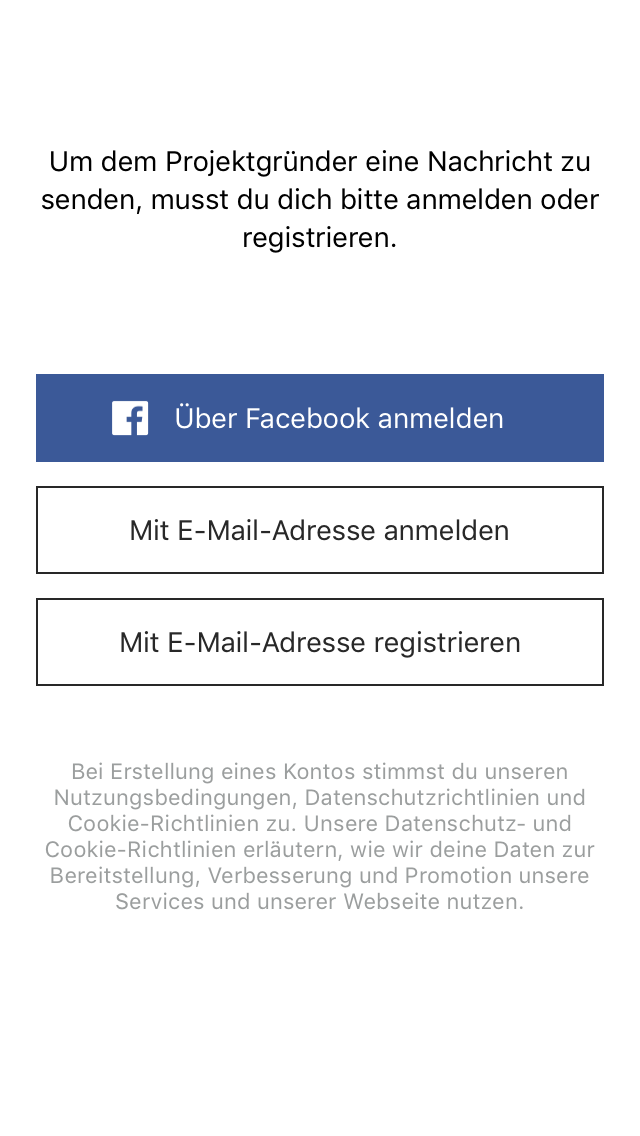 Um dem Projektgründer eine Nachricht zu
senden, musst du dich bitte anmelden oder
registrieren.
Über Facebook anmelden
Mit E-Mail-Adresse anmelden
Mit E-Mail-Adresse registrieren
Bei Erstellung eines Kontos stimmst du unseren
Nutzungsbedingungen, Datenschutzrichtlinien und
Cookie-Richtlinien zu. Unsere Datenschutz- und
Cookie-Richtlinien erläutern, wie wir deine Daten zur
Bereitstellung, Verbesserung und Promotion unsere
Services und unserer Webseite nutzen.